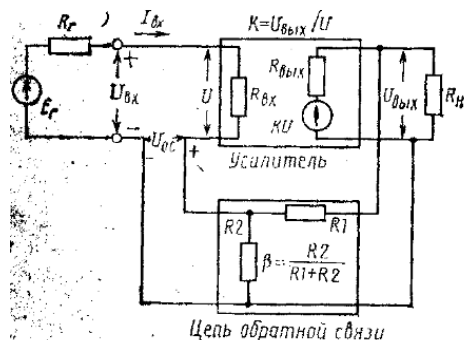 )
Rг
Iвх
K=Uвых/U
+
Eг
Uвх
U
Rвх
Rвых
KU
Uвых
Rн
−
−
Uос
+
Усилитель
R2
R1
β=R2/R1+R2
Цепь обратной связи